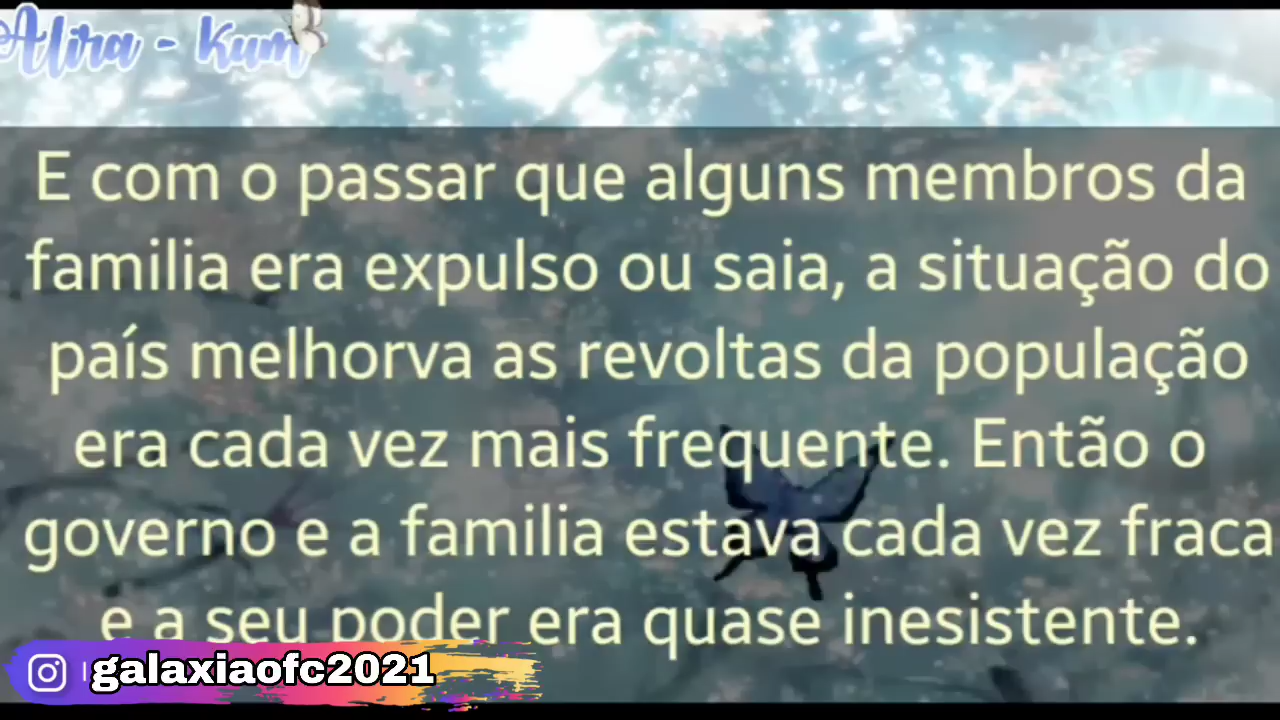 Alira - Kum
E com o passar que alguns membros da
familia era expulso ou saia, a situação do
país melhorva as revoltas da população
era cada vez mais frequente. Então o
governo e a familia estava cada vez fraca
e a seu poder era quase inesistente.
galaxiaofc2021